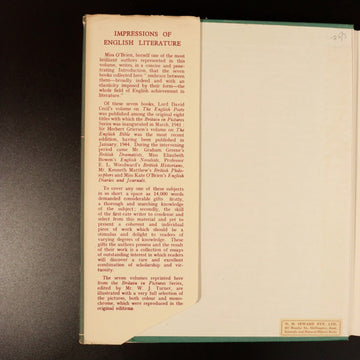 IMPRESSIONS OF
ENGLISH LITERATURE
Miss O'Brien, herself one of the most
brilliant authors represented in this
volume, writes, in a concise and pene-
trating Introduction, that the seven
books collected here " embrace between
them—broadly indeed and with an
elasticity imposed by their form—the
whole field of English achievement in
literature."
Of these seven books, Lord David
Cecil's volume on The English Poets
was published among the original eight
titles with which the Britain in Pictures
Series was inaugurated in March, 1941 :
Sir Herbert Grierson's volume on The
English Bible was the most recent
addition, having been published in
January, 1944. During the intervening
period came Mr. Graham Greene's
British Dramatists, Miss Elizabeth
Bowen's English Novelists, Professor
E. L. Woodward's British Historians,
Mr. Kenneth Matthews's British Philo-
sophers and Miss Kate O'Brien's English
Diaries and Journals.
To cover any one of these subjects
in so short a space as 14,000 words
demanded considerable gifts: firstly,
a thorough and searching knowledge
of the subject; secondly, the skill
of the first-rate writer to condense and
select from this material and yet to
present a coherent and individual
piece of work which should be a
stimulus and delight to readers of
varying degrees of knowledge. These
gifts the authors possess and the result
of their work is a collection of essays
of outstanding interest in which readers
will discover a rare and excellent
combination of scholarship and vir-
tuosity.
The seven volumes reprinted here
from the Britain in Pictures Series,
edited by Mr. W. J. Turner, are
illustrated with a very full selection of
the pictures, both colour and mono-
chrome, which were reproduced in the
original editions.
N. H. SEWARD PTY. LTD.